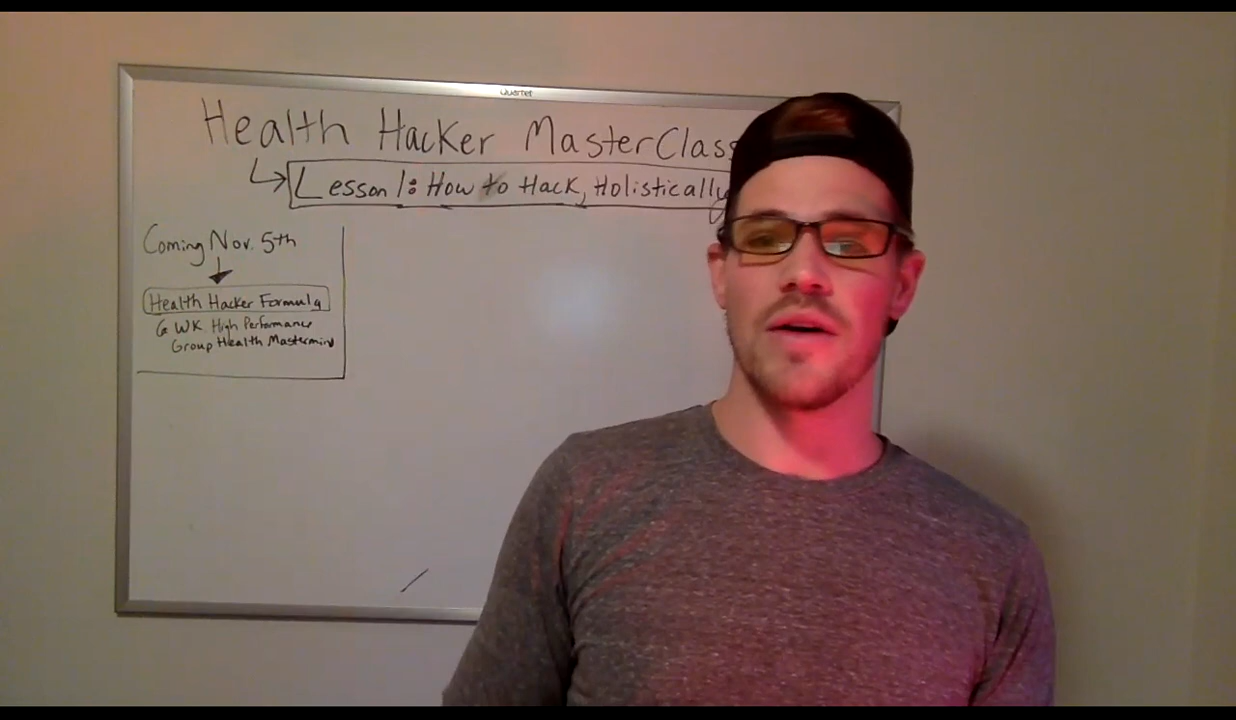 Quartet
Health Hacker MasterClass
Lesson 1: How to Hack, Holistically
Coming Nov. 5th
Health Hacker Formula
6 WK High Performance
Group Health Mastermind